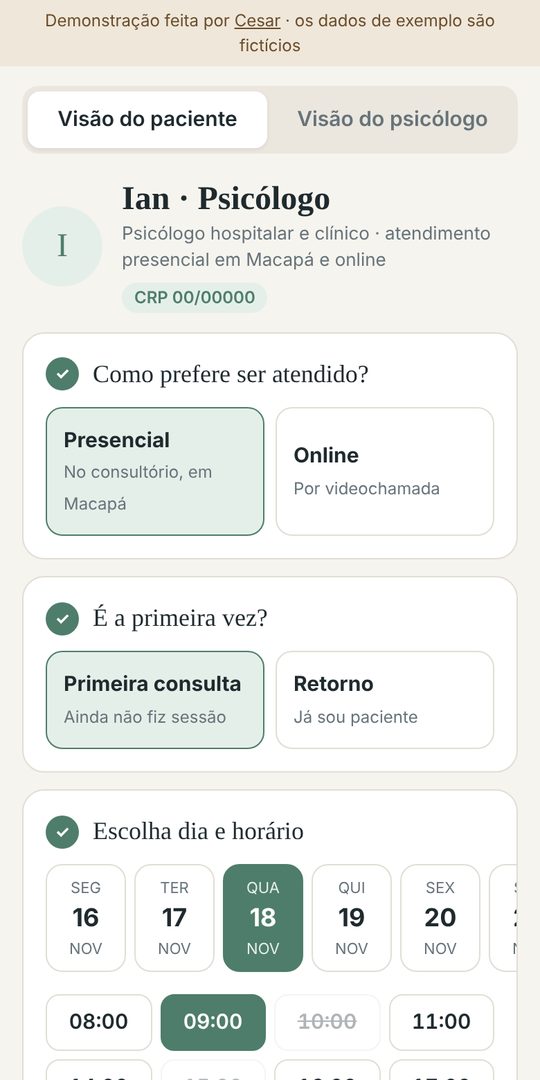 Demonstração feita por Cesar · os dados de exemplo são
fictícios
Visão do paciente
Visão do psicólogo
I
Ian · Psicólogo
Psicólogo hospitalar e clínico · atendimento
presencial em Macapá e online
CRP 00/00000
Como prefere ser atendido?
Presencial
No consultório, em
Macapá
Online
Por videochamada
É a primeira vez?
Primeira consulta
Ainda não fiz sessão
Retorno
Já sou paciente
Escolha dia e horário
SEG
16
NOV
TER
17
NOV
QUA
18
NOV
QUI
19
NOV
SEX
20
NOV
08:00
09:00
10:00
11:00